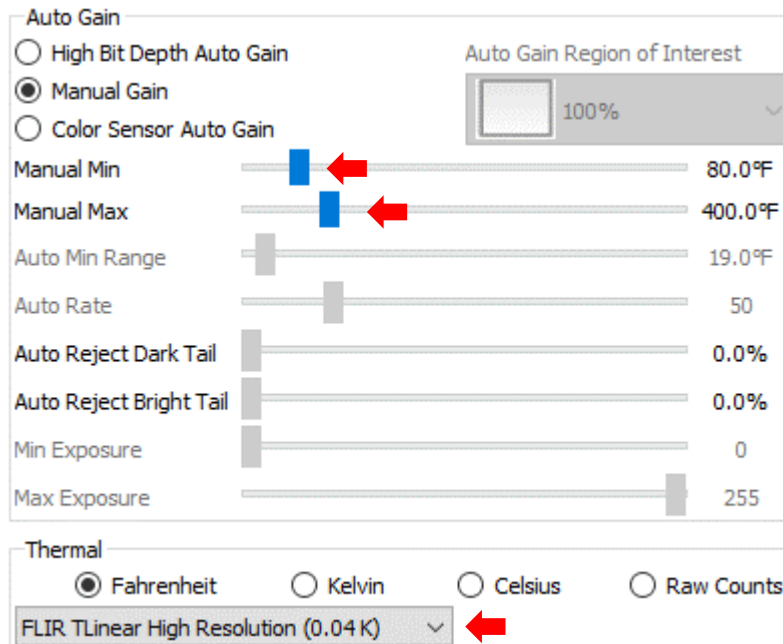 Auto Gain
High Bit Depth Auto Gain
Auto Gain Region of Interest
Manual Gain
100%
Color Sensor Auto Gain
Manual Min 80.0°F
Manual Max 400.0°F
Auto Min Range 19.0°F
Auto Rate 50
Auto Reject Dark Tail 0.0%
Auto Reject Bright Tail 0.0%
Min Exposure 0
Max Exposure 255
Thermal
Fahrenheit Kelvin Celsius Raw Counts
FLIR TLinear High Resolution (0.04 K)